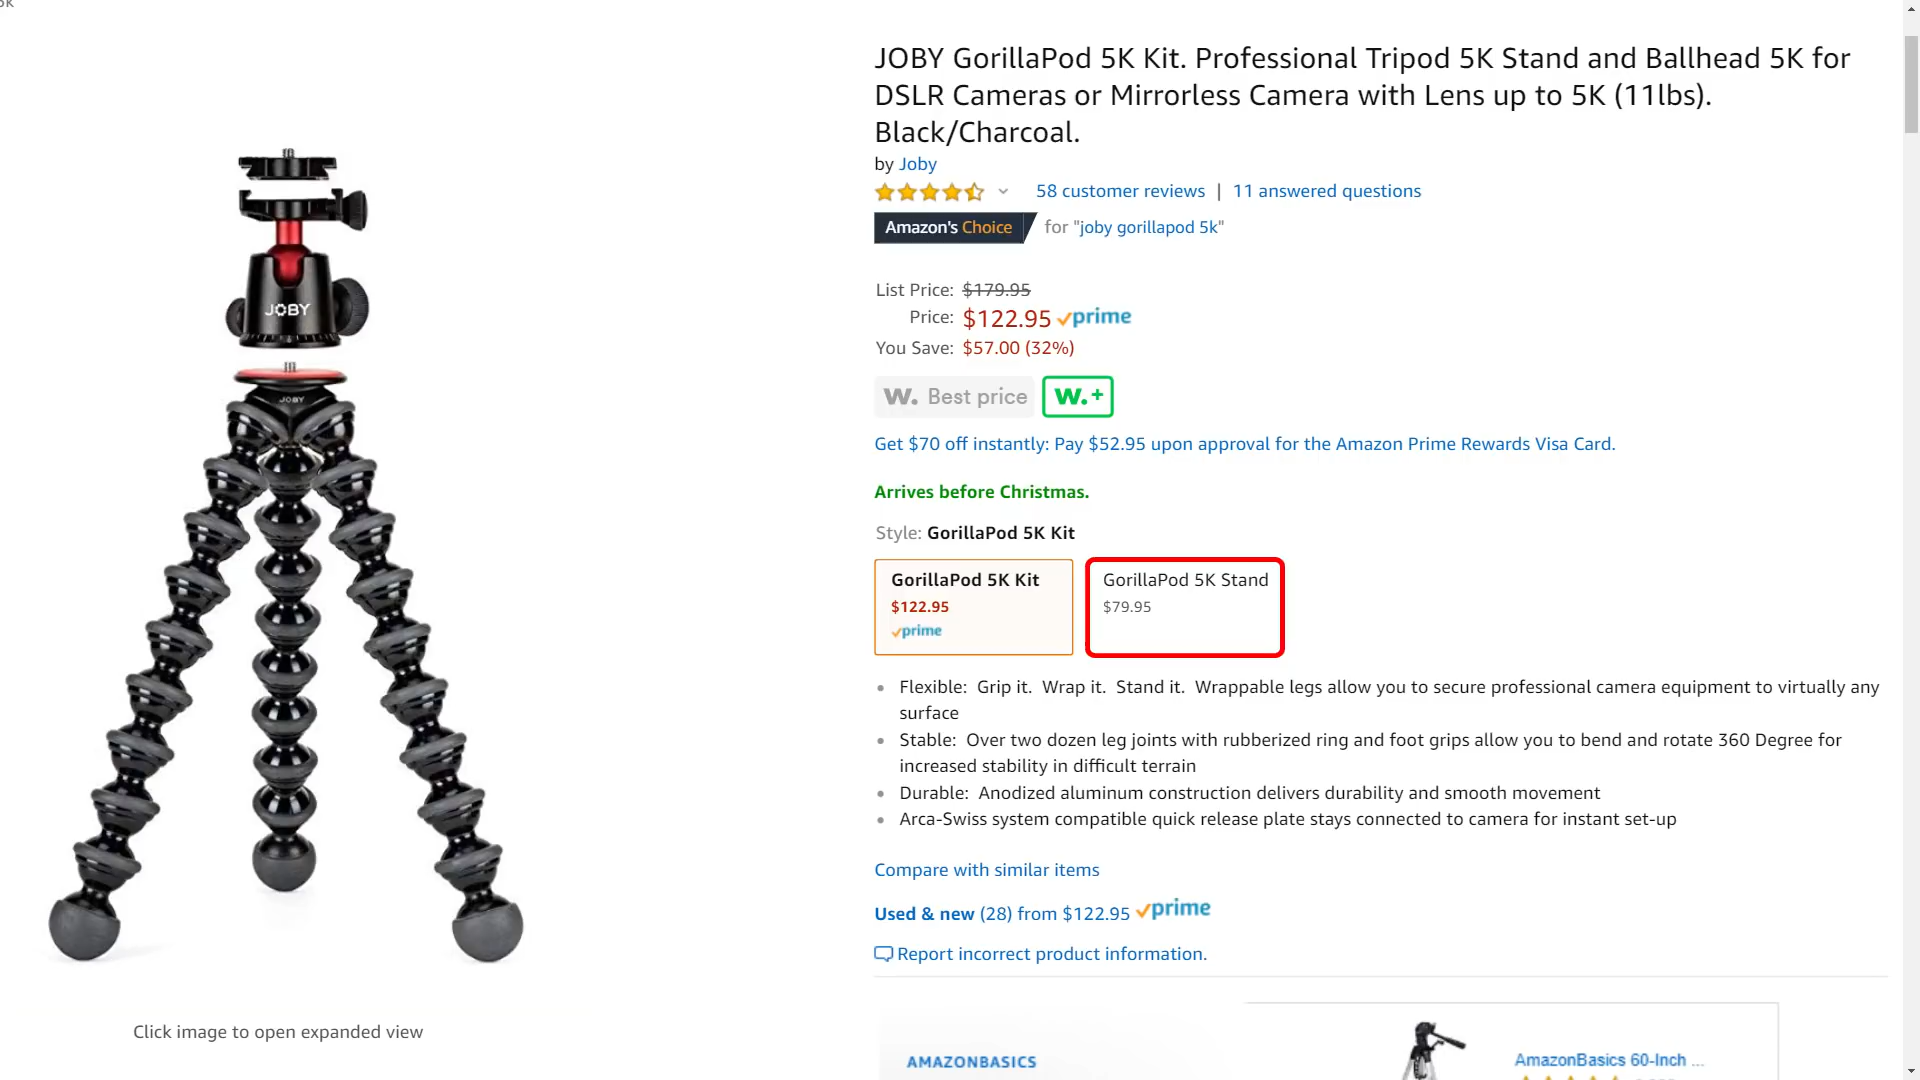 JOBY GorillaPod 5K Kit. Professional Tripod 5K Stand and Ballhead 5K for
DSLR Cameras or Mirrorless Camera with Lens up to 5K (11lbs).
Black/Charcoal.
by Joby
58 customer reviews | 11 answered questions
Amazon's Choice for "joby gorillapod 5k"
List Price: $179.95
Price: $122.95 prime
You Save: $57.00 (32%)
W. Best price W.+
Get $70 off instantly: Pay $52.95 upon approval for the Amazon Prime Rewards Visa Card.
Arrives before Christmas.
Style: GorillaPod 5K Kit
GorillaPod 5K Kit
$122.95
prime
GorillaPod 5K Stand
$79.95
• Flexible: Grip it. Wrap it. Stand it. Wrappable legs allow you to secure professional camera equipment to virtually any
surface
• Stable: Over two dozen leg joints with rubberized ring and foot grips allow you to bend and rotate 360 Degree for
increased stability in difficult terrain
• Durable: Anodized aluminum construction delivers durability and smooth movement
• Arca-Swiss system compatible quick release plate stays connected to camera for instant set-up
Compare with similar items
Used & new (28) from $122.95 prime
Report incorrect product information.
AMAZONBASICS
AmazonBasics 60-Inch ...
JOBY
JOBY
Click image to open expanded view